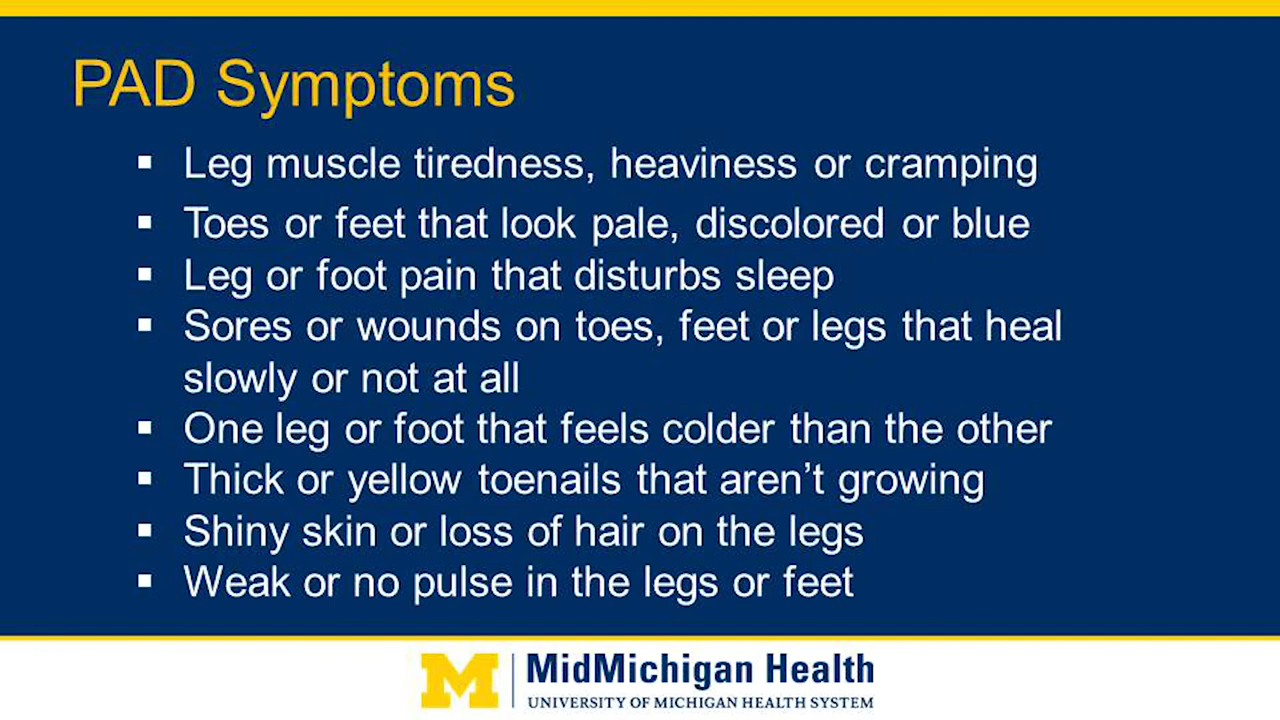 PAD Symptoms
▪ Leg muscle tiredness, heaviness or cramping
▪ Toes or feet that look pale, discolored or blue
▪ Leg or foot pain that disturbs sleep
▪ Sores or wounds on toes, feet or legs that heal
slowly or not at all
▪ One leg or foot that feels colder than the other
▪ Thick or yellow toenails that aren’t growing
▪ Shiny skin or loss of hair on the legs
▪ Weak or no pulse in the legs or feet
M MidMichigan Health
UNIVERSITY OF MICHIGAN HEALTH SYSTEM